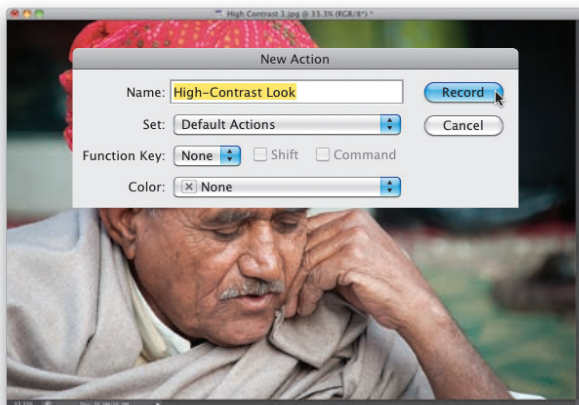 High Contrast 1.jpg @ 33.3% (RGB/8*) *
New Action
Name: High-Contrast Look
Record
Set: Default Actions
Cancel
Function Key: None Shift Command
Color: None